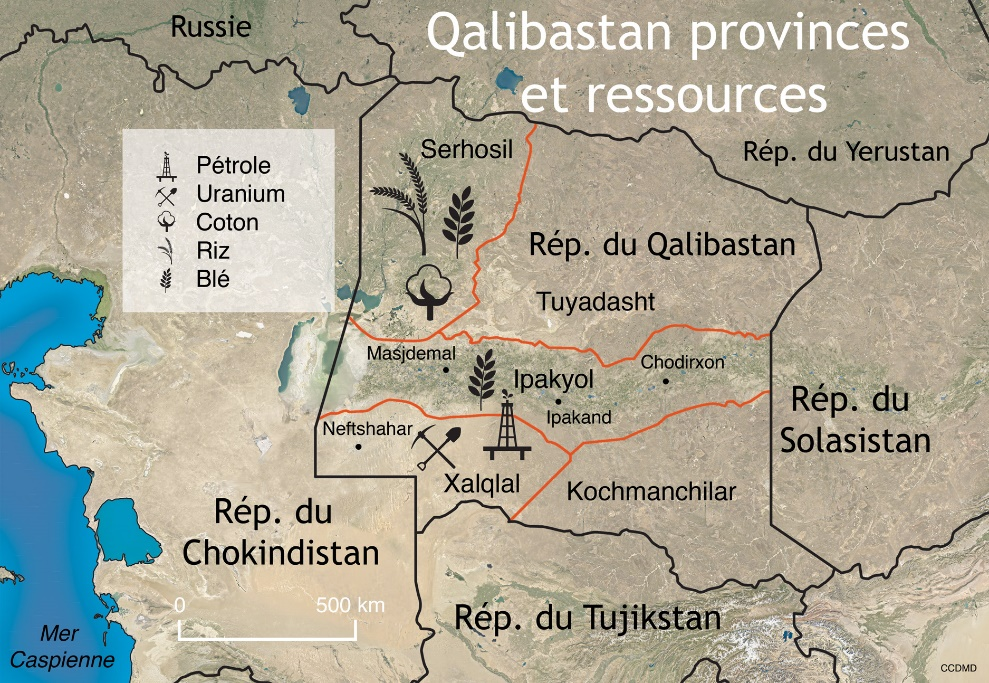 Russie
Qalibastan provinces
et ressources
Serhosil
Rép. du Yerustan
Pétrole
Uranium
Coton
Riz
Blé
Rép. du Qalibastan
Tuyadasht
Masjdemal
Chodirxon
Ipakyol
Ipakand
Rép. du
Solasistan
Neftshahar
Xalqlal
Kochmanchilar
Rép. du
Chokindistan
0
500 km
Rép. du Tujikstan
Mer
Caspienne
CCDMD